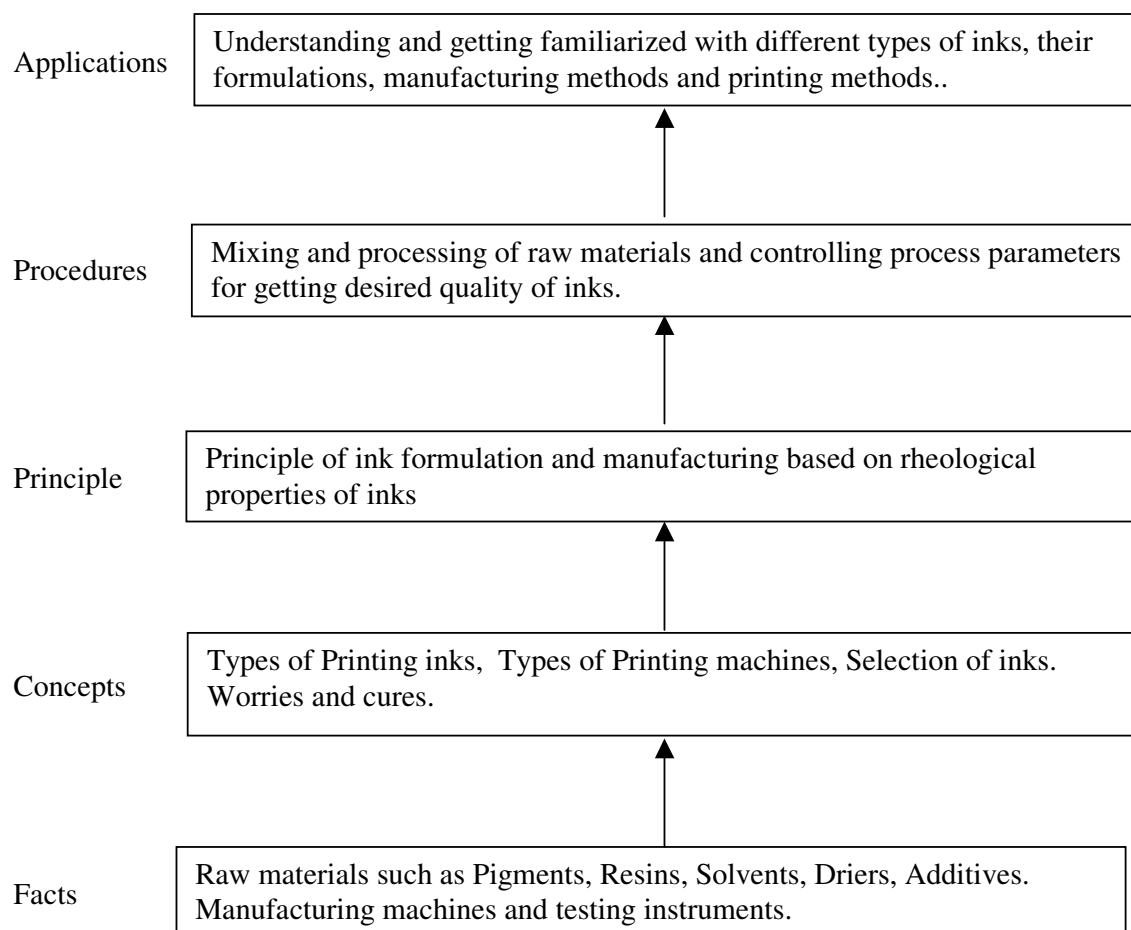 Applications
Understanding and getting familiarized with different types of inks, their
formulations, manufacturing methods and printing methods..
Procedures
Mixing and processing of raw materials and controlling process parameters
for getting desired quality of inks.
Principle
Principle of ink formulation and manufacturing based on rheological
properties of inks
Concepts
Types of Printing inks, Types of Printing machines, Selection of inks.
Worries and cures.
Facts
Raw materials such as Pigments, Resins, Solvents, Driers, Additives.
Manufacturing machines and testing instruments.